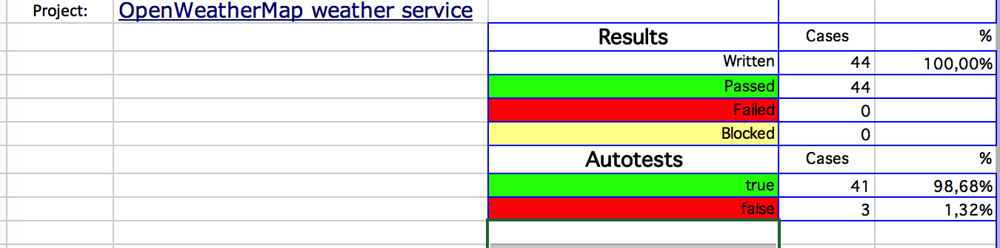 Project: OpenWeatherMap weather service
Results Cases %
Written 44 100,00%
Passed 44
Failed 0
Blocked 0
Autotests Cases %
true 41 98,68%
false 3 1,32%